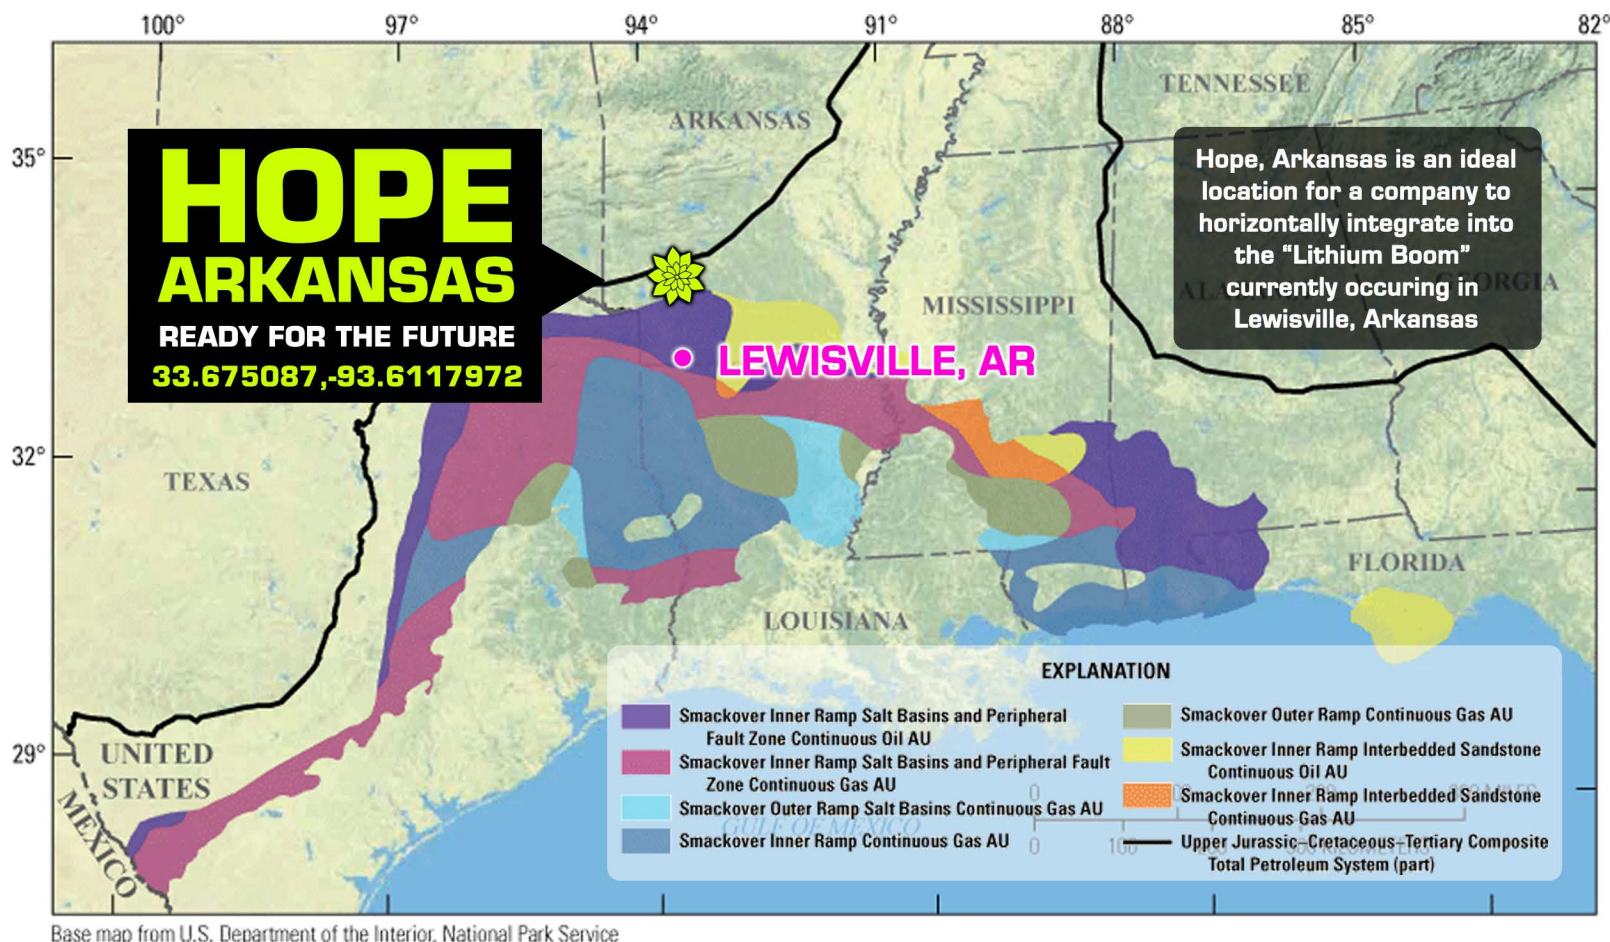 100° 97° 94° 91° 88° 85° 82°
TENNESSEE
ARKANSAS
35°
HOPE
ARKANSAS
READY FOR THE FUTURE
33.675087,-93.6117972
Hope, Arkansas is an ideal
location for a company to
horizontally integrate into
the “Lithium Boom”
currently occuring in
Lewisville, Arkansas
GEORGIA
MISSISSIPPI
LEWISVILLE, AR
32°
TEXAS
FLORIDA
LOUISIANA
29°
UNITED
STATES
MEXICO
GULF OF MEXICO
EXPLANATION
Smackover Inner Ramp Salt Basins and Peripheral
Fault Zone Continuous Oil AU
Smackover Inner Ramp Salt Basins and Peripheral Fault
Zone Continuous Gas AU
Smackover Outer Ramp Salt Basins Continuous Gas AU
Smackover Inner Ramp Continuous Gas AU
Smackover Outer Ramp Continuous Gas AU
Smackover Inner Ramp Interbedded Sandstone
Continuous Oil AU
Smackover Inner Ramp Interbedded Sandstone
Continuous Gas AU
Upper Jurassic–Cretaceous–Tertiary Composite
Total Petroleum System (part)
0
0 100
Base map from U.S. Department of the Interior, National Park Service